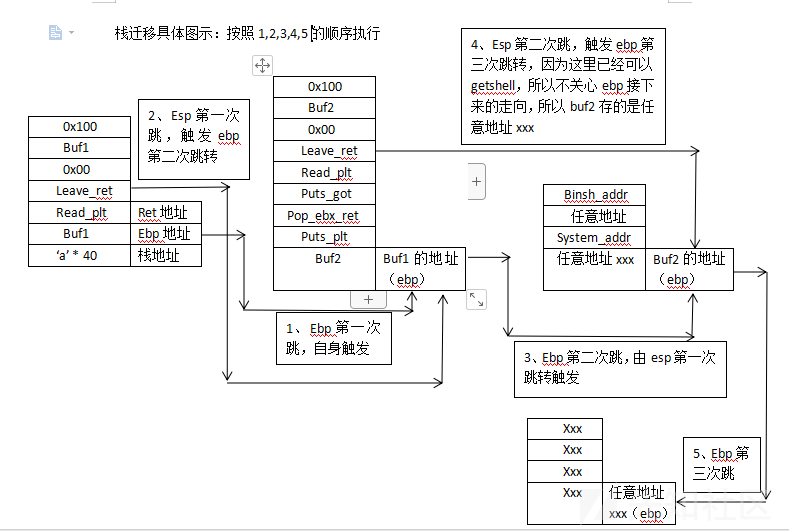 栈迁移具体图示：按照 1,2,3,4,5 的顺序执行
4、Esp 第二次跳，触发 ebp 第
三次跳转，因为这里已经可以
getshell，所以不关心 ebp 接下
来的走向，所以 buf2 存的是任
意地址 xxx
2、Esp 第一次
跳，触发 ebp
第二次跳转
0x100
Buf1
0x00
Leave_ret
Read_plt
Ret 地址
Buf1
Ebp 地址
‘a’ * 40
栈地址
0x100
Buf2
0x00
Leave_ret
Read_plt
Puts_got
Pop_ebx_ret
Puts_plt
Buf2
Buf1 的地址
（ebp）
Binsh_addr
任意地址
System_addr
任意地址 xxx
Buf2 的地址
（ebp）
1、Ebp 第一次
跳，自身触发
3、Ebp 第二次跳，由 esp 第一次
跳转触发
5、Ebp 第
三次跳
Xxx
Xxx
Xxx
Xxx
任意地址
xxx（ebp）